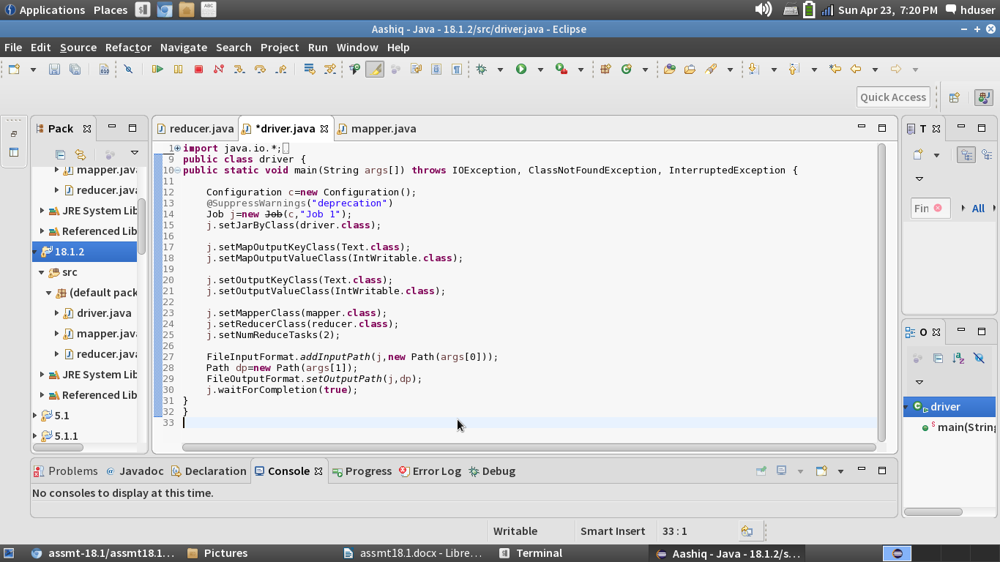 Applications Places Sun Apr 23, 7:20 PM hduser
Aashiq - Java - 18.1.2/src/driver.java - Eclipse
File Edit Source Refactor Navigate Search Project Run Window Help
Quick Access
Pack
mapper.java
reducer.java
JRE System Lib
Referenced Lib
18.1.2
src
(default pack
driver.java
mapper.java
reducer.java
JRE System Lib
Referenced Lib
5.1
5.1.1
reducer.java *driver.java mapper.java
1 import java.io.*;
9 public class driver {
10 public static void main(String args[]) throws IOException, ClassNotFoundException, InterruptedException {
11
12 Configuration c=new Configuration();
13 @SuppressWarnings("deprecation")
14 Job j=new Job(c,"Job 1");
15 j.setJarByClass(driver.class);
16
17 j.setMapOutputKeyClass(Text.class);
18 j.setMapOutputValueClass(IntWritable.class);
19
20 j.setOutputKeyClass(Text.class);
21 j.setOutputValueClass(IntWritable.class);
22
23 j.setMapperClass(mapper.class);
24 j.setReducerClass(reducer.class);
25 j.setNumReduceTasks(2);
26
27 FileInputFormat.addInputPath(j,new Path(args[0]));
28 Path dp=new Path(args[1]);
29 FileOutputFormat.setOutputPath(j,dp);
30 j.waitForCompletion(true);
31 }
32 }
33
T
Fin All
O
driver
main(String
Problems @ Javadoc Declaration Console Progress Error Log Debug
No consoles to display at this time.
Writable Smart Insert 33 : 1
assmt-18.1/assmt18.1... Pictures assmt18.1.docx - Libre... Terminal Aashiq - Java - 18.1.2/s...